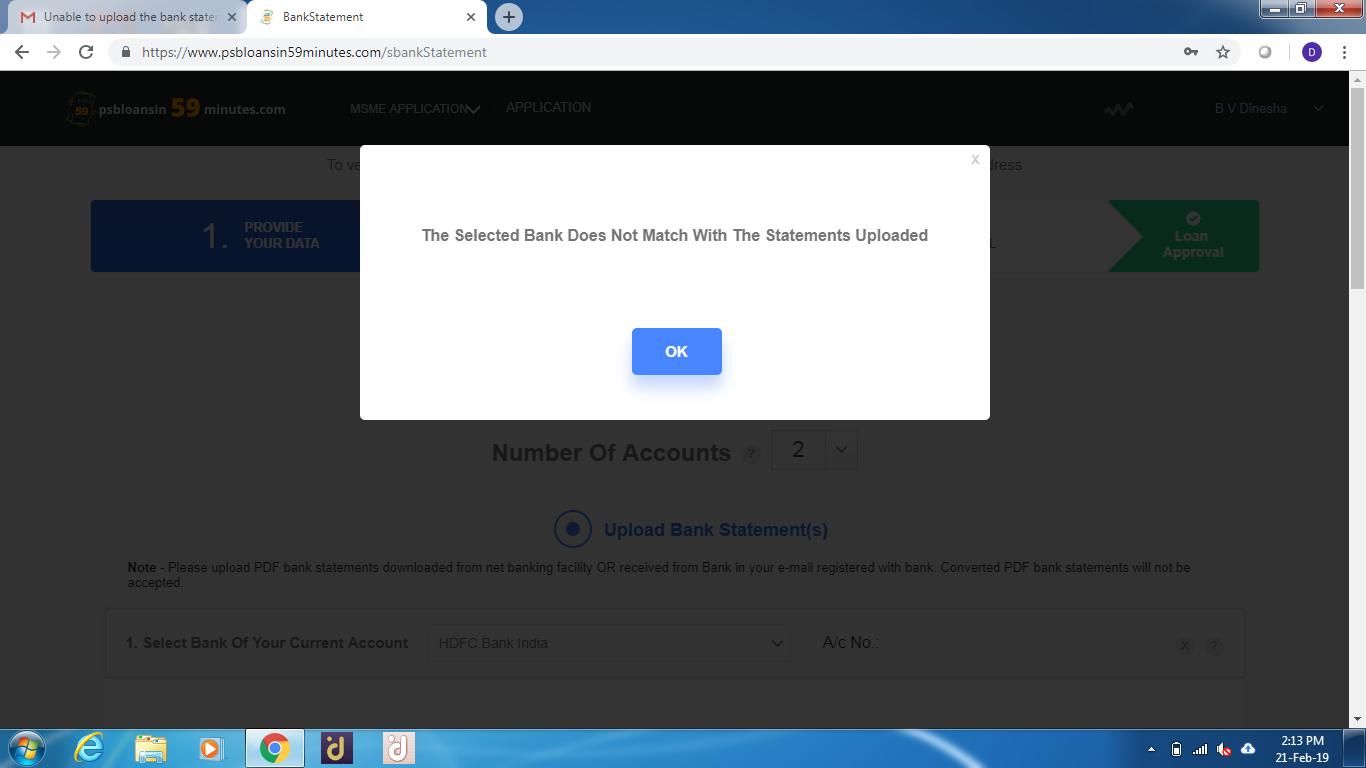 Unable to upload the bank stater
BankStatement
https://www.psbloansin59minutes.com/sbankStatement
D
59
psbloansin 59 minutes.com
MSME APPLICATION
APPLICATION
B V Dinesha
To ve
dress
X
1. PROVIDE
YOUR DATA
The Selected Bank Does Not Match With The Statements Uploaded
Loan
Approval
OK
Number Of Accounts ? 2
Upload Bank Statement(s)
Note - Please upload PDF bank statements downloaded from net banking facility OR received from Bank in your e-mail registered with bank. Converted PDF bank statements will not be
accepted.
1. Select Bank Of Your Current Account HDFC Bank India A/c No.: X ?
2:13 PM
21-Feb-19